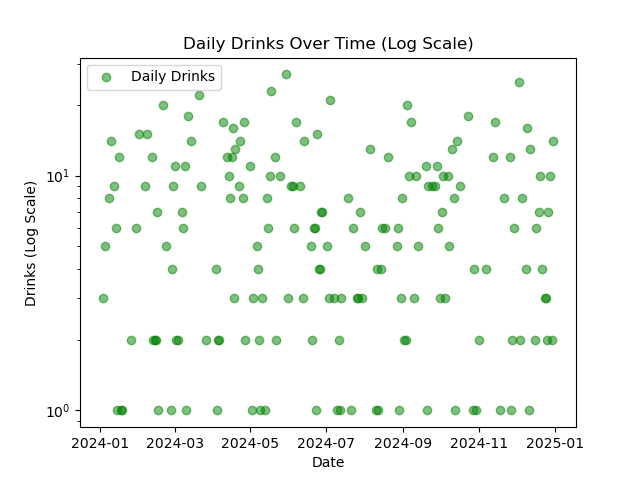 Daily Drinks Over Time (Log Scale)
Daily Drinks
Drinks (Log Scale)
10¹
10⁰
2024-01 2024-03 2024-05 2024-07 2024-09 2024-11 2025-01
Date